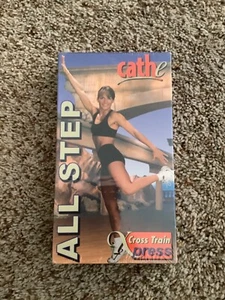 cathe
ALL STEP
Cross Train
Xpress